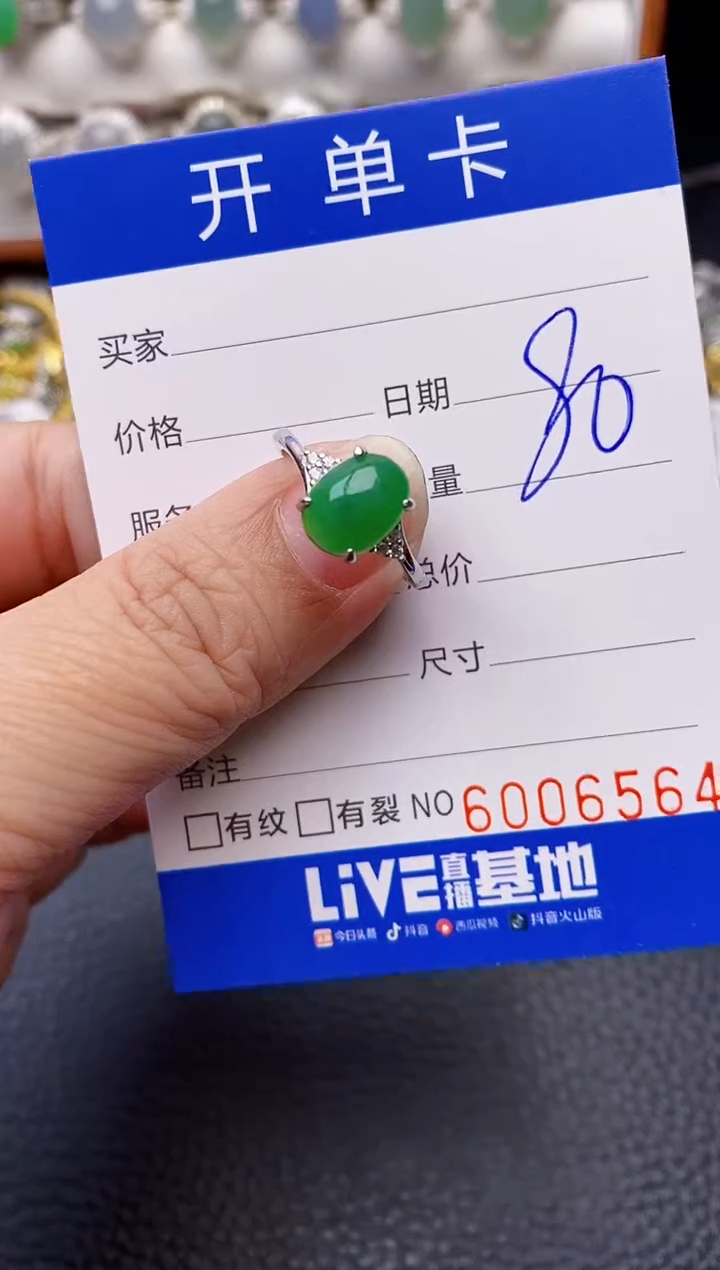 开单卡
买家
价格 日期
80
服务 量
总价
尺寸
备注
有纹 有裂 NO 6006564
LiVE直播基地
今日头条 抖音 西瓜视频 抖音火山版